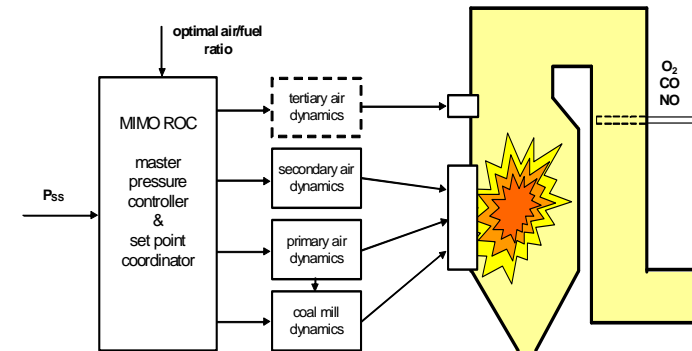 optimal air/fuel
ratio
O₂
CO
NO
MIMO ROC
master
pressure
controller
&
set point
coordinator
tertiary air
dynamics
secondary air
dynamics
primary air
dynamics
coal mill
dynamics
Pss